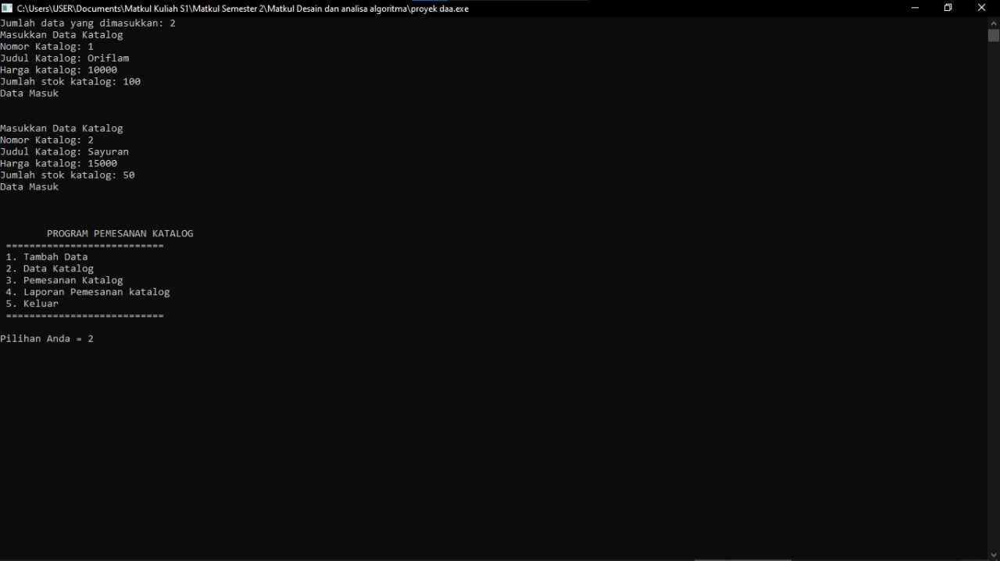 C:\Users\USER\Documents\Matkul Kuliah S1\Matkul Semester 2\Matkul Desain dan analisa algoritma\proyek daa.exe
Jumlah data yang dimasukkan: 2
Masukkan Data Katalog
Nomor Katalog: 1
Judul Katalog: Oriflam
Harga katalog: 10000
Jumlah stok katalog: 100
Data Masuk
Masukkan Data Katalog
Nomor Katalog: 2
Judul Katalog: Sayuran
Harga katalog: 15000
Jumlah stok katalog: 50
Data Masuk
PROGRAM PEMESANAN KATALOG
===========================
1. Tambah Data
2. Data Katalog
3. Pemesanan Katalog
4. Laporan Pemesanan katalog
5. Keluar
===========================
Pilihan Anda = 2